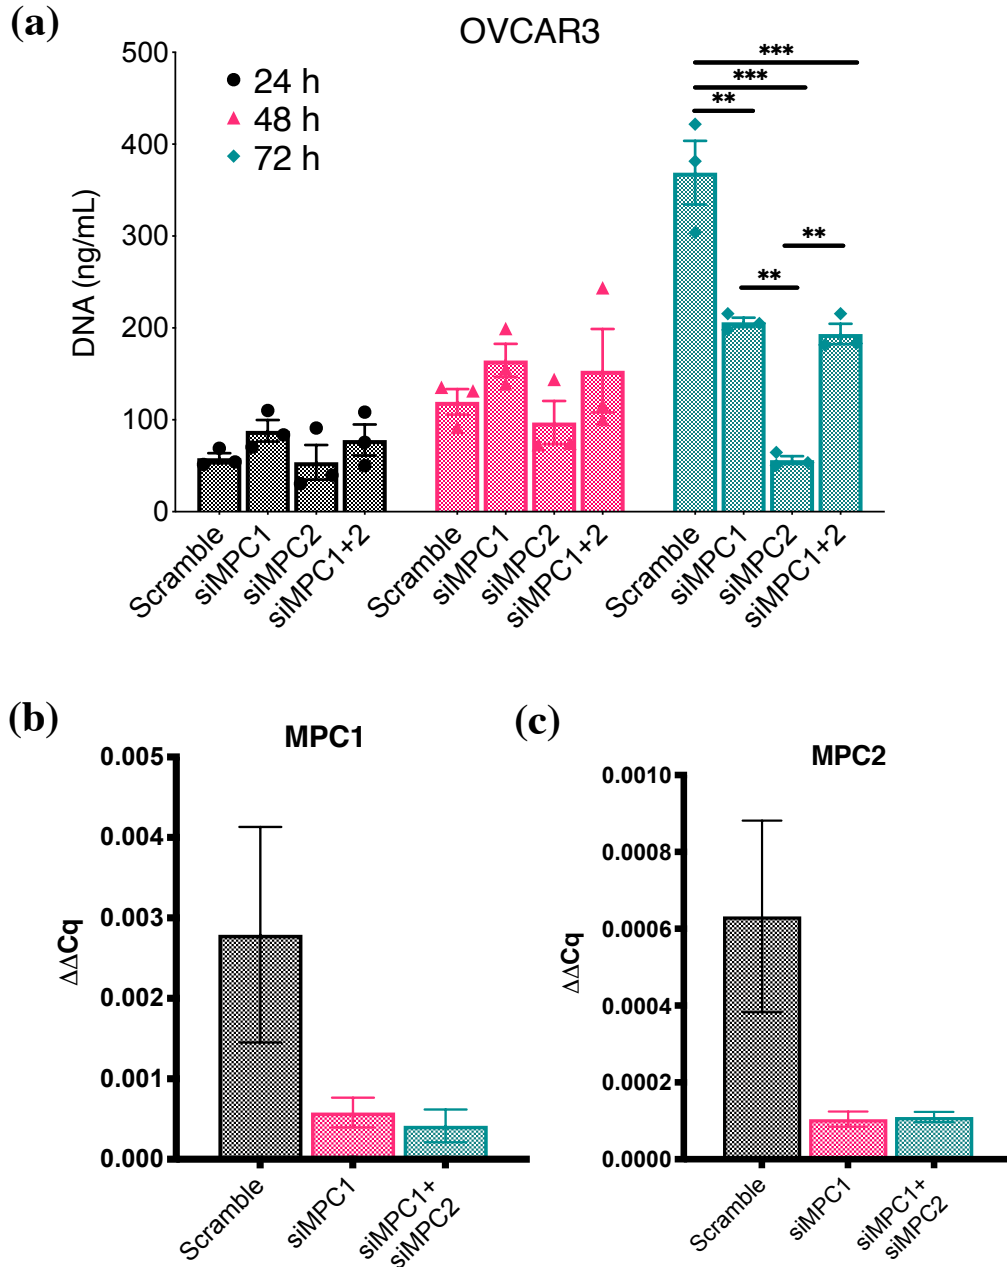 (a)
OVCAR3
500
400
300
200
100
0
DNA (ng/mL)
24 h
48 h
72 h
***
***
**
**
**
Scramble
siMPC1
siMPC2
siMPC1+2
Scramble
siMPC1
siMPC2
siMPC1+2
Scramble
siMPC1
siMPC2
siMPC1+2
(b)
MPC1
0.005
0.004
0.003
0.002
0.001
0.000
ΔΔCq
Scramble
siMPC1
siMPC1+
siMPC2
(c)
MPC2
0.0010
0.0008
0.0006
0.0004
0.0002
0.0000
ΔΔCq
Scramble
siMPC1
siMPC1+
siMPC2